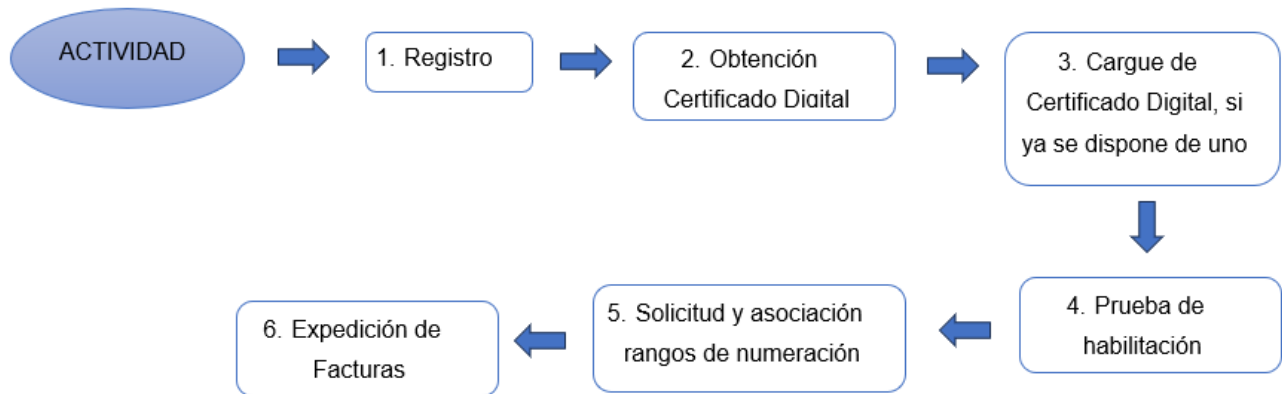 ACTIVIDAD
1. Registro
2. Obtención
Certificado Digital
3. Cargue de
Certificado Digital, si
ya se dispone de uno
4. Prueba de
habilitación
5. Solicitud y asociación
rangos de numeración
6. Expedición de
Facturas